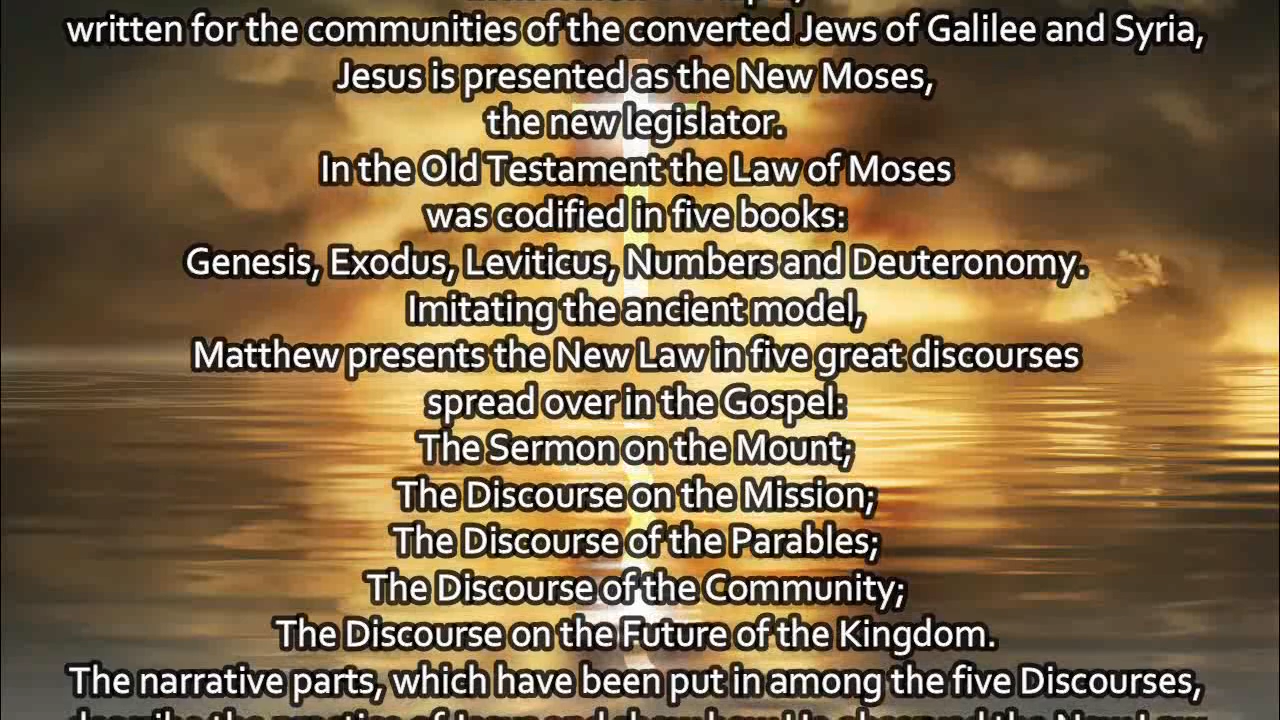 written for the communities of the converted Jews of Galilee and Syria,
Jesus is presented as the New Moses,
the new legislator.
In the Old Testament the Law of Moses
was codified in five books:
Genesis, Exodus, Leviticus, Numbers and Deuteronomy.
Imitating the ancient model,
Matthew presents the New Law in five great discourses
spread over in the Gospel:
The Sermon on the Mount;
The Discourse on the Mission;
The Discourse of the Parables;
The Discourse of the Community;
The Discourse on the Future of the Kingdom.
The narrative parts, which have been put in among the five Discourses,